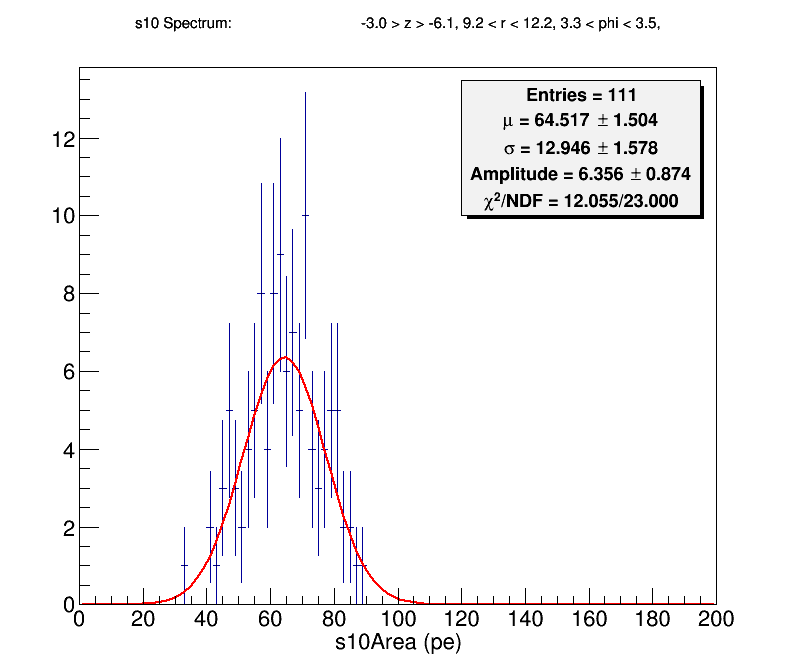 s10 Spectrum: -3.0 > z > -6.1, 9.2 < r < 12.2, 3.3 < phi < 3.5,
Entries = 111
μ = 64.517 ± 1.504
σ = 12.946 ± 1.578
Amplitude = 6.356 ± 0.874
χ²/NDF = 12.055/23.000
12
10
8
6
4
2
0
0 20 40 60 80 100 120 140 160 180 200
s10Area (pe)